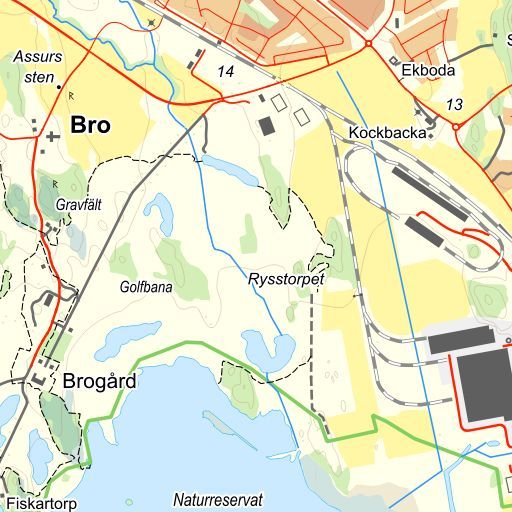 Assurs
sten
14
Ekboda
13
Bro
Kockbacka
S
R
R
Gravfält
Golfbana
Rysstorpet
Brogård
Naturreservat
Fiskartorp